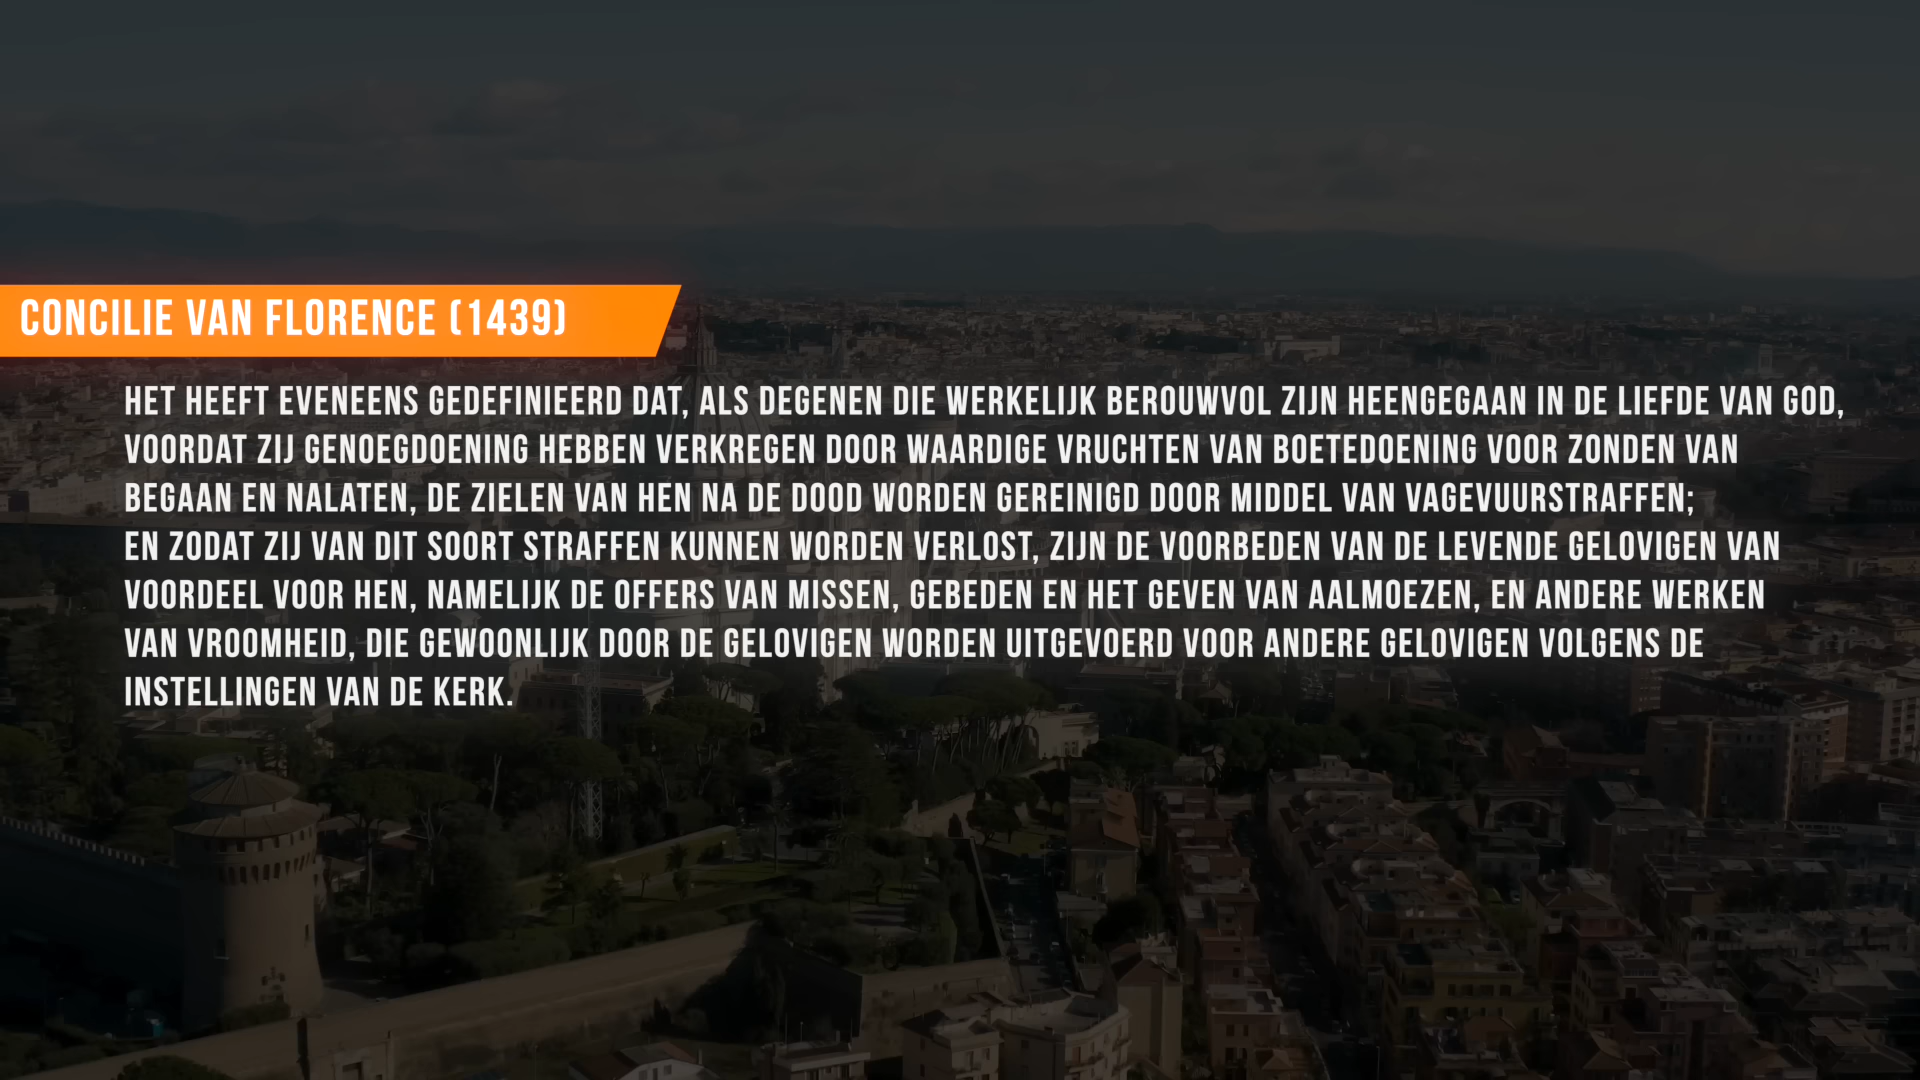 CONCILIE VAN FLORENCE (1439)
HET HEEFT EVENEENS GEDEFINIEERD DAT, ALS DEGENEN DIE WERKELIJK BEROUWVOL ZIJN HEENGEGAAN IN DE LIEFDE VAN GOD,
VOORDAT ZIJ GENOEGDOENING HEBBEN VERKREGEN DOOR WAARDIGE VRUCHTEN VAN BOETEDOENING VOOR ZONDEN VAN
BEGAAN EN NALATEN, DE ZIELEN VAN HEN NA DE DOOD WORDEN GEREINIGD DOOR MIDDEL VAN VAGEVUURSTRAFFEN;
EN ZODAT ZIJ VAN DIT SOORT STRAFFEN KUNNEN WORDEN VERLOST, ZIJN DE VOORBEDEN VAN DE LEVENDE GELOVIGEN VAN
VOORDEEL VOOR HEN, NAMELIJK DE OFFERS VAN MISSEN, GEBEDEN EN HET GEVEN VAN AALMOEZEN, EN ANDERE WERKEN
VAN VROOMHEID, DIE GEWOONLIJK DOOR DE GELOVIGEN WORDEN UITGEVOERD VOOR ANDERE GELOVIGEN VOLGENS DE
INSTELLINGEN VAN DE KERK.